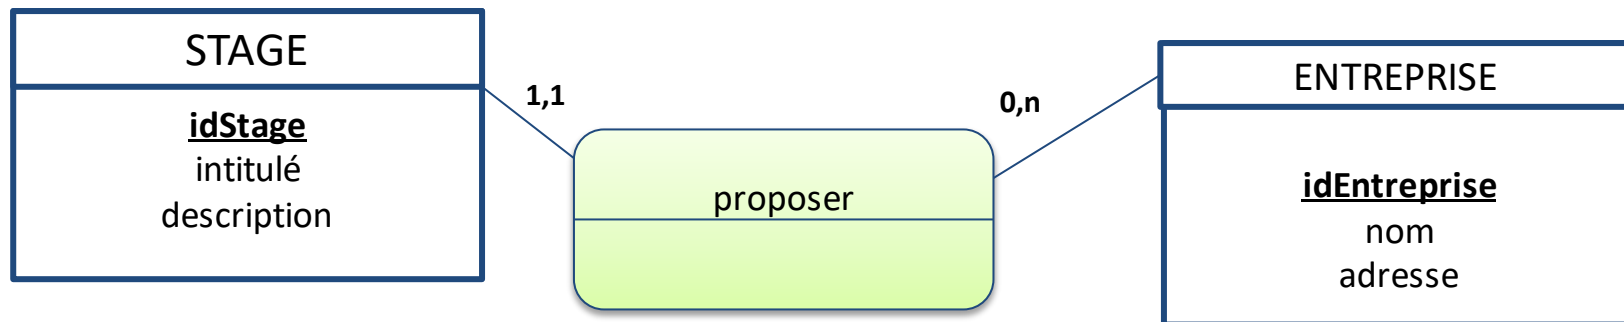 STAGE
idStage
intitulé
description
1,1
proposer
0,n
ENTREPRISE
idEntreprise
nom
adresse